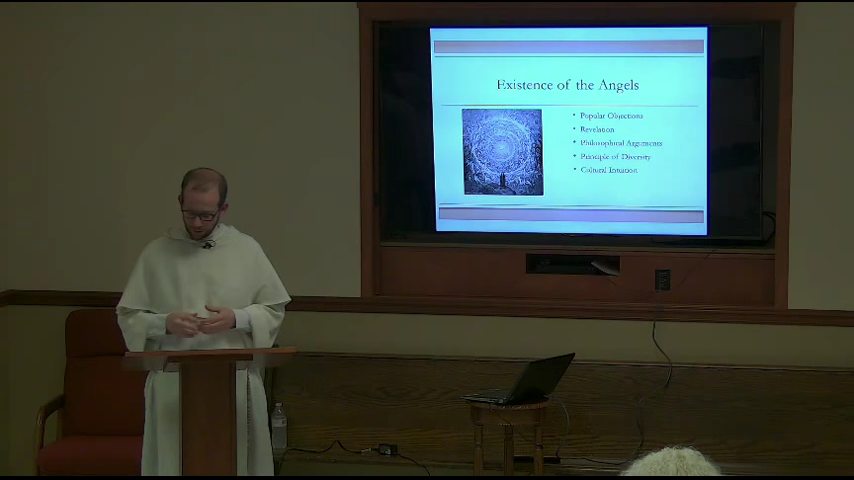 Existence of the Angels
• Popular Objections
• Revelation
• Philosophical Arguments
• Principle of Diversity
• Cultural Intuition